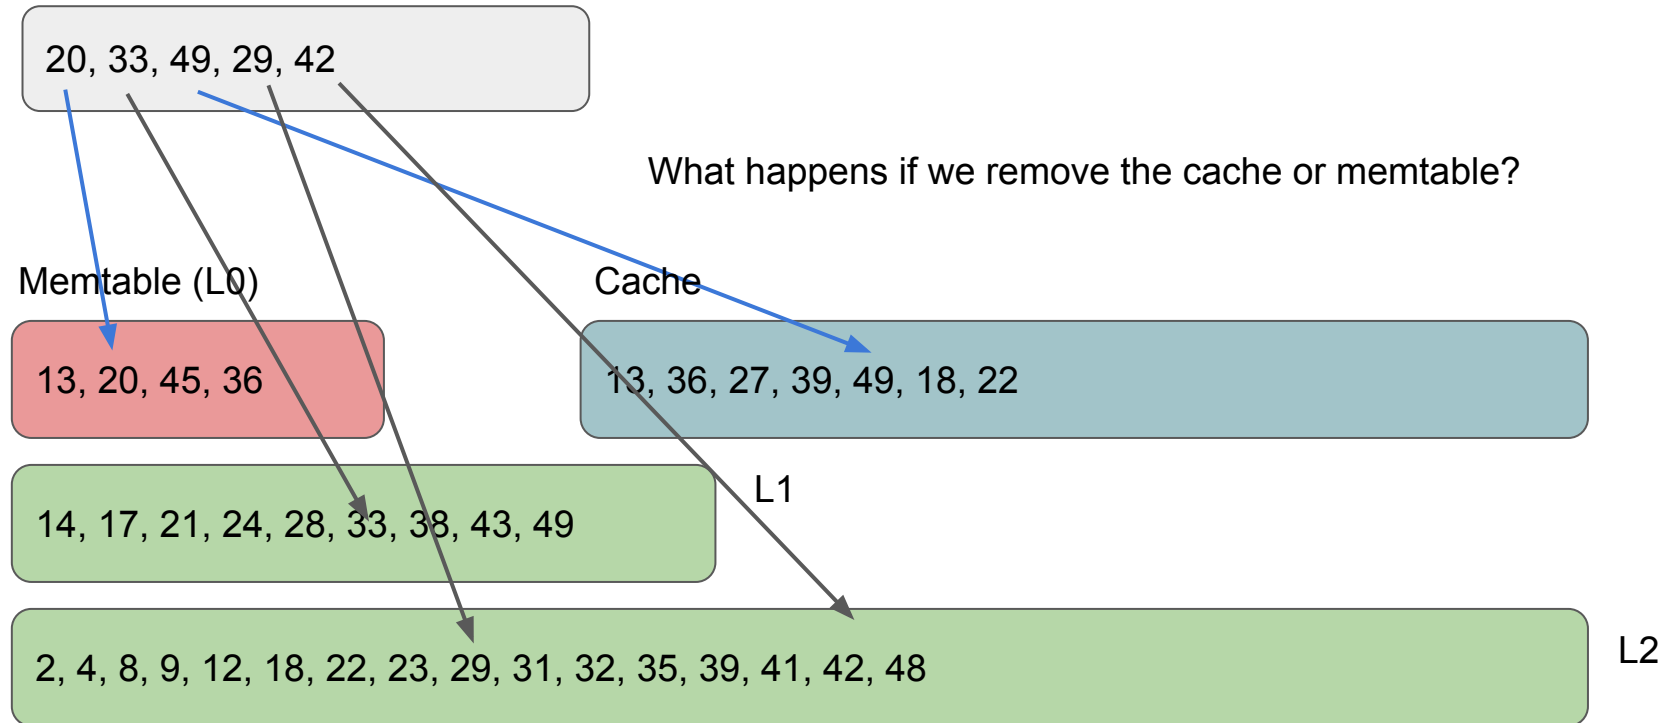 20, 33, 49, 29, 42
What happens if we remove the cache or memtable?
Memtable (L0)
Cache
13, 20, 45, 36
13, 36, 27, 39, 49, 18, 22
L1
14, 17, 21, 24, 28, 33, 38, 43, 49
L2
2, 4, 8, 9, 12, 18, 22, 23, 29, 31, 32, 35, 39, 41, 42, 48